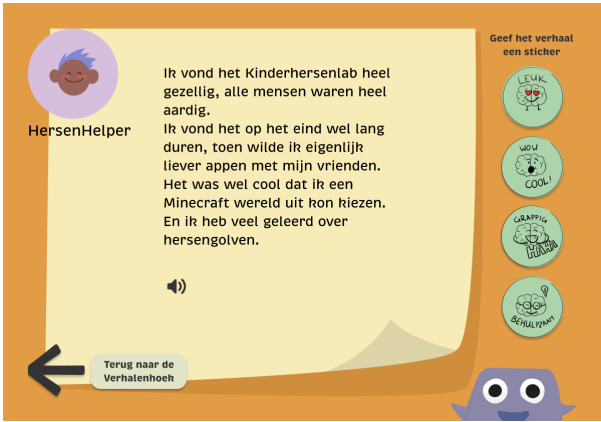 HersenHelper
Ik vond het Kinderhersenlab heel
gezellig, alle mensen waren heel
aardig.
Ik vond het op het eind wel lang
duren, toen wilde ik eigenlijk
liever appen met mijn vrienden.
Het was wel cool dat ik een
Minecraft wereld uit kon kiezen.
En ik heb veel geleerd over
hersengolven.
Terug naar de
Verhalenhoek
Geef het verhaal
een sticker
LEUK
WOW
COOL!
GRAPPIG
HAHA
BEHULPZAAM